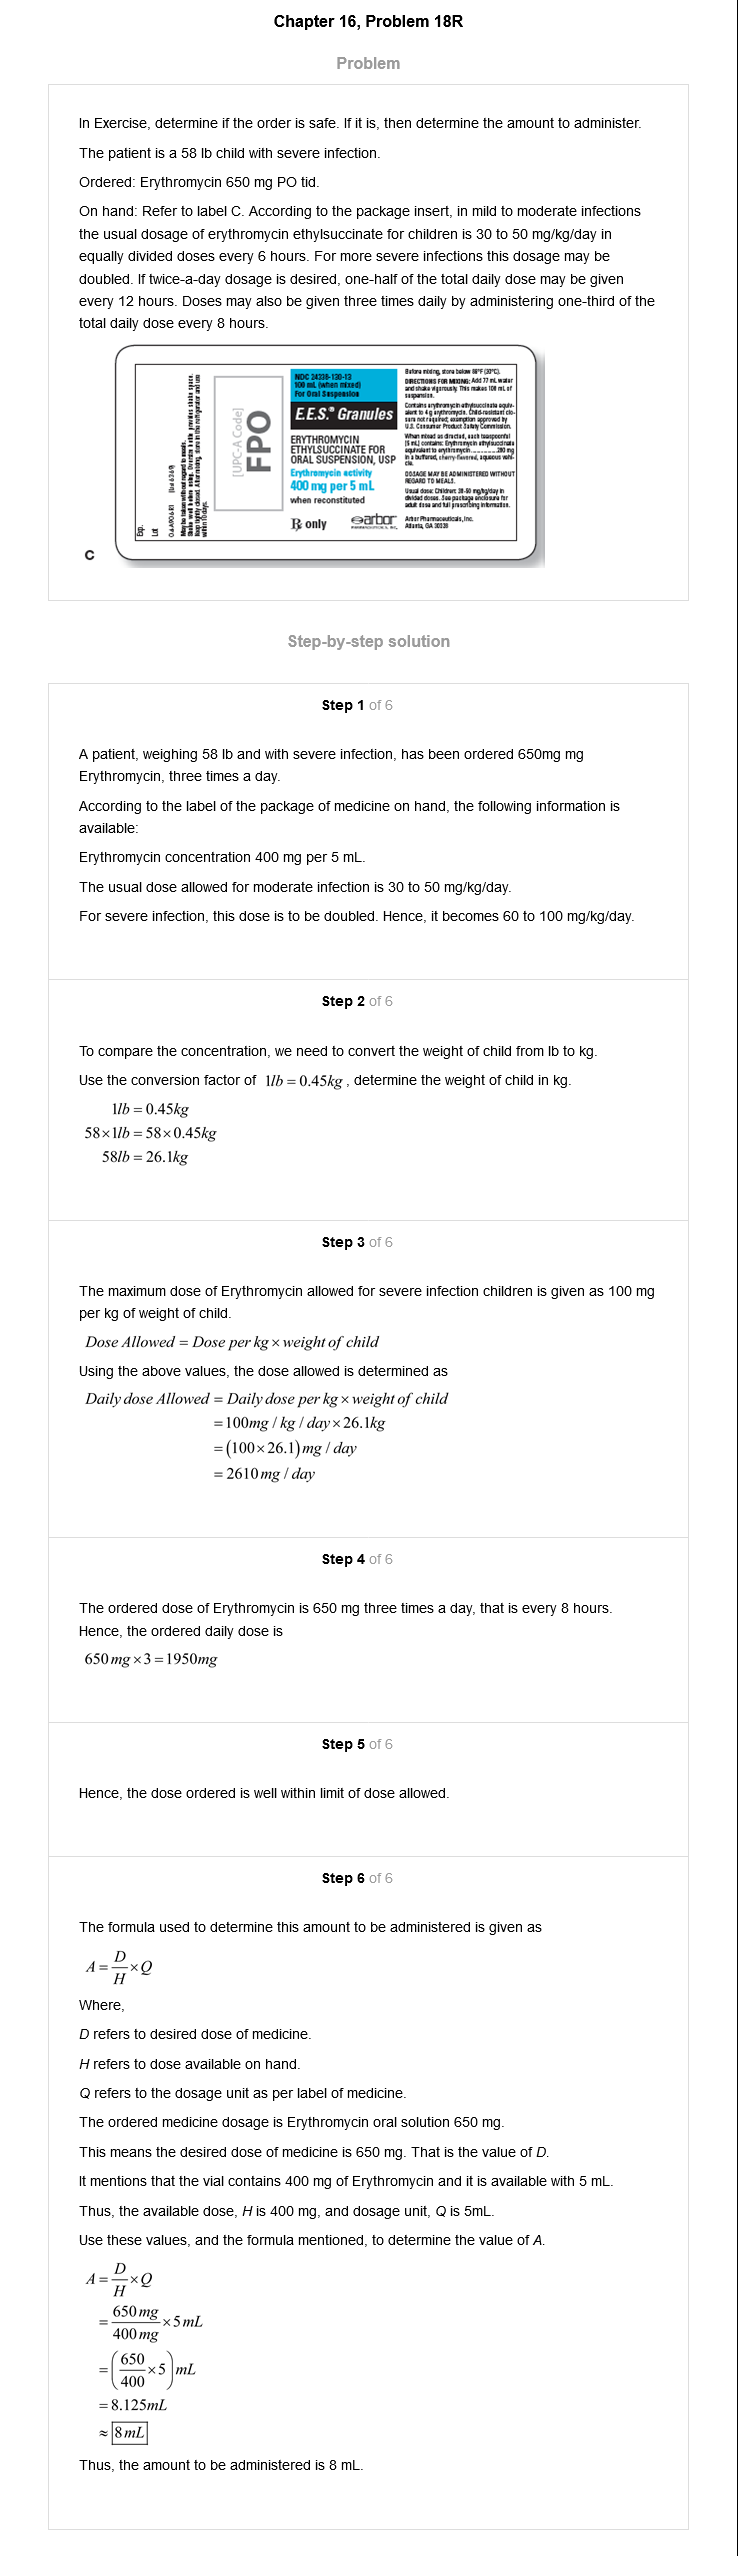 Chapter 16, Problem 18R
Problem
In Exercise, determine if the order is safe. If it is, then determine the amount to administer.
The patient is a 58 lb child with severe infection.
Ordered: Erythromycin 650 mg PO tid.
On hand: Refer to label C. According to the package insert, in mild to moderate infections
the usual dosage of erythromycin ethylsuccinate for children is 30 to 50 mg/kg/day in
equally divided doses every 6 hours. For more severe infections this dosage may be
doubled. If twice-a-day dosage is desired, one-half of the total daily dose may be given
every 12 hours. Doses may also be given three times daily by administering one-third of the
total daily dose every 8 hours.
Exp.
Lot
May be taken without regard to meals.
[UPC-A Code]
FPO
NDC 24338-130-13
100 mL (when mixed)
For Oral Suspension
E.E.S.® Granules
ERYTHROMYCIN
ETHYLSUCCINATE FOR
ORAL SUSPENSION, USP
Erythromycin activity
400 mg per 5 mL
when reconstituted
℞ only
arbor
PHARMACEUTICALS, INC.
Before mixing, store below 86°F (30°C).
DIRECTIONS FOR MIXING: Add 77 mL water
and shake vigorously. This makes 100 mL of
suspension.
Contains erythromycin ethylsuccinate equiv-
alent to 4 g erythromycin. Child-resistant clo-
sure not required; exemption approved by
U.S. Consumer Product Safety Commission.
When mixed as directed, each teaspoonful
(5 mL) contains: Erythromycin ethylsuccinate
equivalent to erythromycin
in a buffered, cherry-flavored, aqueous vehi-
cle.
DOSAGE MAY BE ADMINISTERED WITHOUT
REGARD TO MEALS.
Usual dose: Children: 30-50 mg/kg/day in
divided doses. See package enclosure for
adult dose and full prescribing information.
Arbor Pharmaceuticals, Inc.
Atlanta, GA 30328
C
Step-by-step solution
Step 1 of 6
A patient, weighing 58 lb and with severe infection, has been ordered 650mg mg
Erythromycin, three times a day.
According to the label of the package of medicine on hand, the following information is
available:
Erythromycin concentration 400 mg per 5 mL.
The usual dose allowed for moderate infection is 30 to 50 mg/kg/day.
For severe infection, this dose is to be doubled. Hence, it becomes 60 to 100 mg/kg/day.
Step 2 of 6
To compare the concentration, we need to convert the weight of child from lb to kg.
Use the conversion factor of 1lb = 0.45kg , determine the weight of child in kg.
1lb = 0.45kg
58×1lb = 58×0.45kg
58lb = 26.1kg
Step 3 of 6
The maximum dose of Erythromycin allowed for severe infection children is given as 100 mg
per kg of weight of child.
Dose Allowed = Dose per kg × weight of child
Using the above values, the dose allowed is determined as
Daily dose Allowed = Daily dose per kg × weight of child
= 100mg / kg / day × 26.1kg
= (100×26.1) mg / day
= 2610 mg / day
Step 4 of 6
The ordered dose of Erythromycin is 650 mg three times a day, that is every 8 hours.
Hence, the ordered daily dose is
650 mg × 3 = 1950mg
Step 5 of 6
Hence, the dose ordered is well within limit of dose allowed.
Step 6 of 6
The formula used to determine this amount to be administered is given as
A = D/H × Q
Where,
D refers to desired dose of medicine.
H refers to dose available on hand.
Q refers to the dosage unit as per label of medicine.
The ordered medicine dosage is Erythromycin oral solution 650 mg.
This means the desired dose of medicine is 650 mg. That is the value of D.
It mentions that the vial contains 400 mg of Erythromycin and it is available with 5 mL.
Thus, the available dose, H is 400 mg, and dosage unit, Q is 5mL.
Use these values, and the formula mentioned, to determine the value of A.
A = D/H × Q
= 650 mg/400 mg × 5 mL
= (650/400 × 5) mL
= 8.125mL
≈ 8 mL
Thus, the amount to be administered is 8 mL.